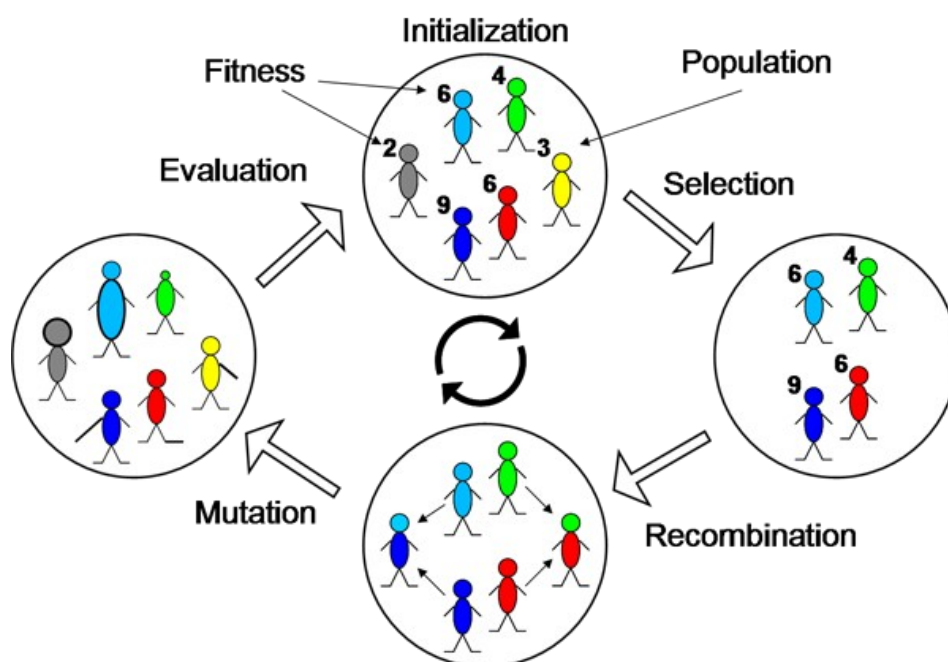 Initialization
Fitness
Population
6
4
2
3
9
6
Evaluation
Selection
6
4
9
6
Mutation
Recombination